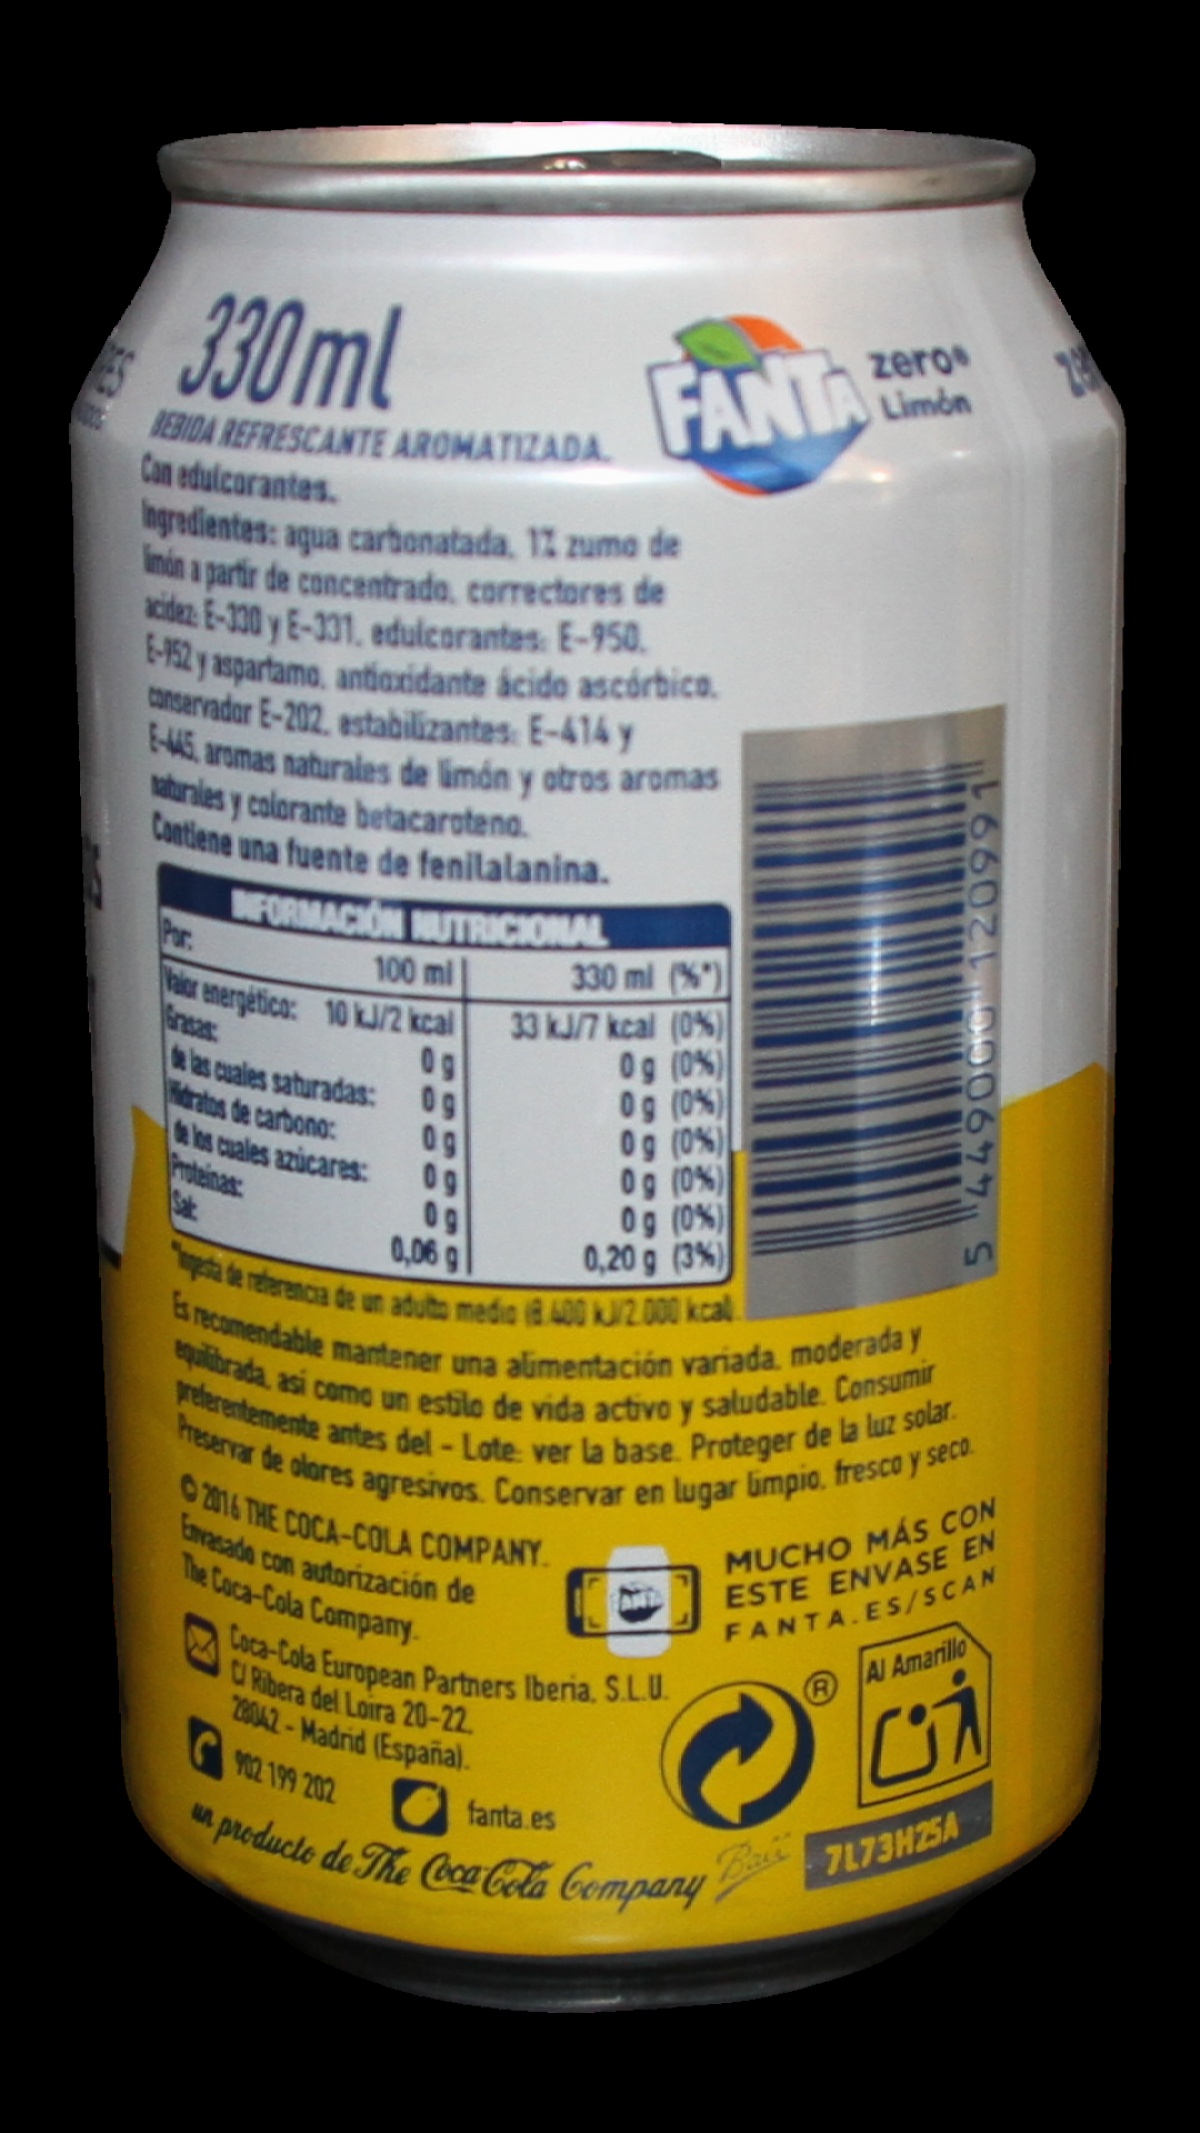 330ml
BEBIDA REFRESCANTE AROMATIZADA.
Con edulcorantes.
Ingredientes: agua carbonatada, 1% zumo de
limón a partir de concentrado, correctores de
acidez: E-330 y E-331, edulcorantes: E-950,
E-952 y aspartamo, antioxidante ácido ascórbico,
conservador E-202, estabilizantes: E-414 y
E-445, aromas naturales de limón y otros aromas
naturales y colorante betacaroteno.
Contiene una fuente de fenilalanina.
FANTA zero®
Limón
INFORMACIÓN NUTRICIONAL
Por: 100 ml 330 ml (%*)
Valor energético: 10 kJ/2 kcal 33 kJ/7 kcal (0%)
Grasas: 0 g 0 g (0%)
de las cuales saturadas: 0 g 0 g (0%)
Hidratos de carbono: 0 g 0 g (0%)
de los cuales azúcares: 0 g 0 g (0%)
Proteínas: 0 g 0 g (0%)
Sal: 0,06 g 0,20 g (3%)
*Ingesta de referencia de un adulto medio (8.400 kJ/2.000 kcal).
5 449000 120991
Es recomendable mantener una alimentación variada, moderada y
equilibrada, así como un estilo de vida activo y saludable. Consumir
preferentemente antes del - Lote: ver la base. Proteger de la luz solar.
Preservar de olores agresivos. Conservar en lugar limpio, fresco y seco.
© 2016 THE COCA-COLA COMPANY.
Envasado con autorización de
The Coca-Cola Company.
FANTA
MUCHO MÁS CON
ESTE ENVASE EN
FANTA.ES/SCAN
Coca-Cola European Partners Iberia, S.L.U.
C/ Ribera del Loira 20-22.
28042 - Madrid (España).
902 199 202
fanta.es
®
Al Amarillo
un producto de The Coca-Cola Company
Ball
7L73H25A